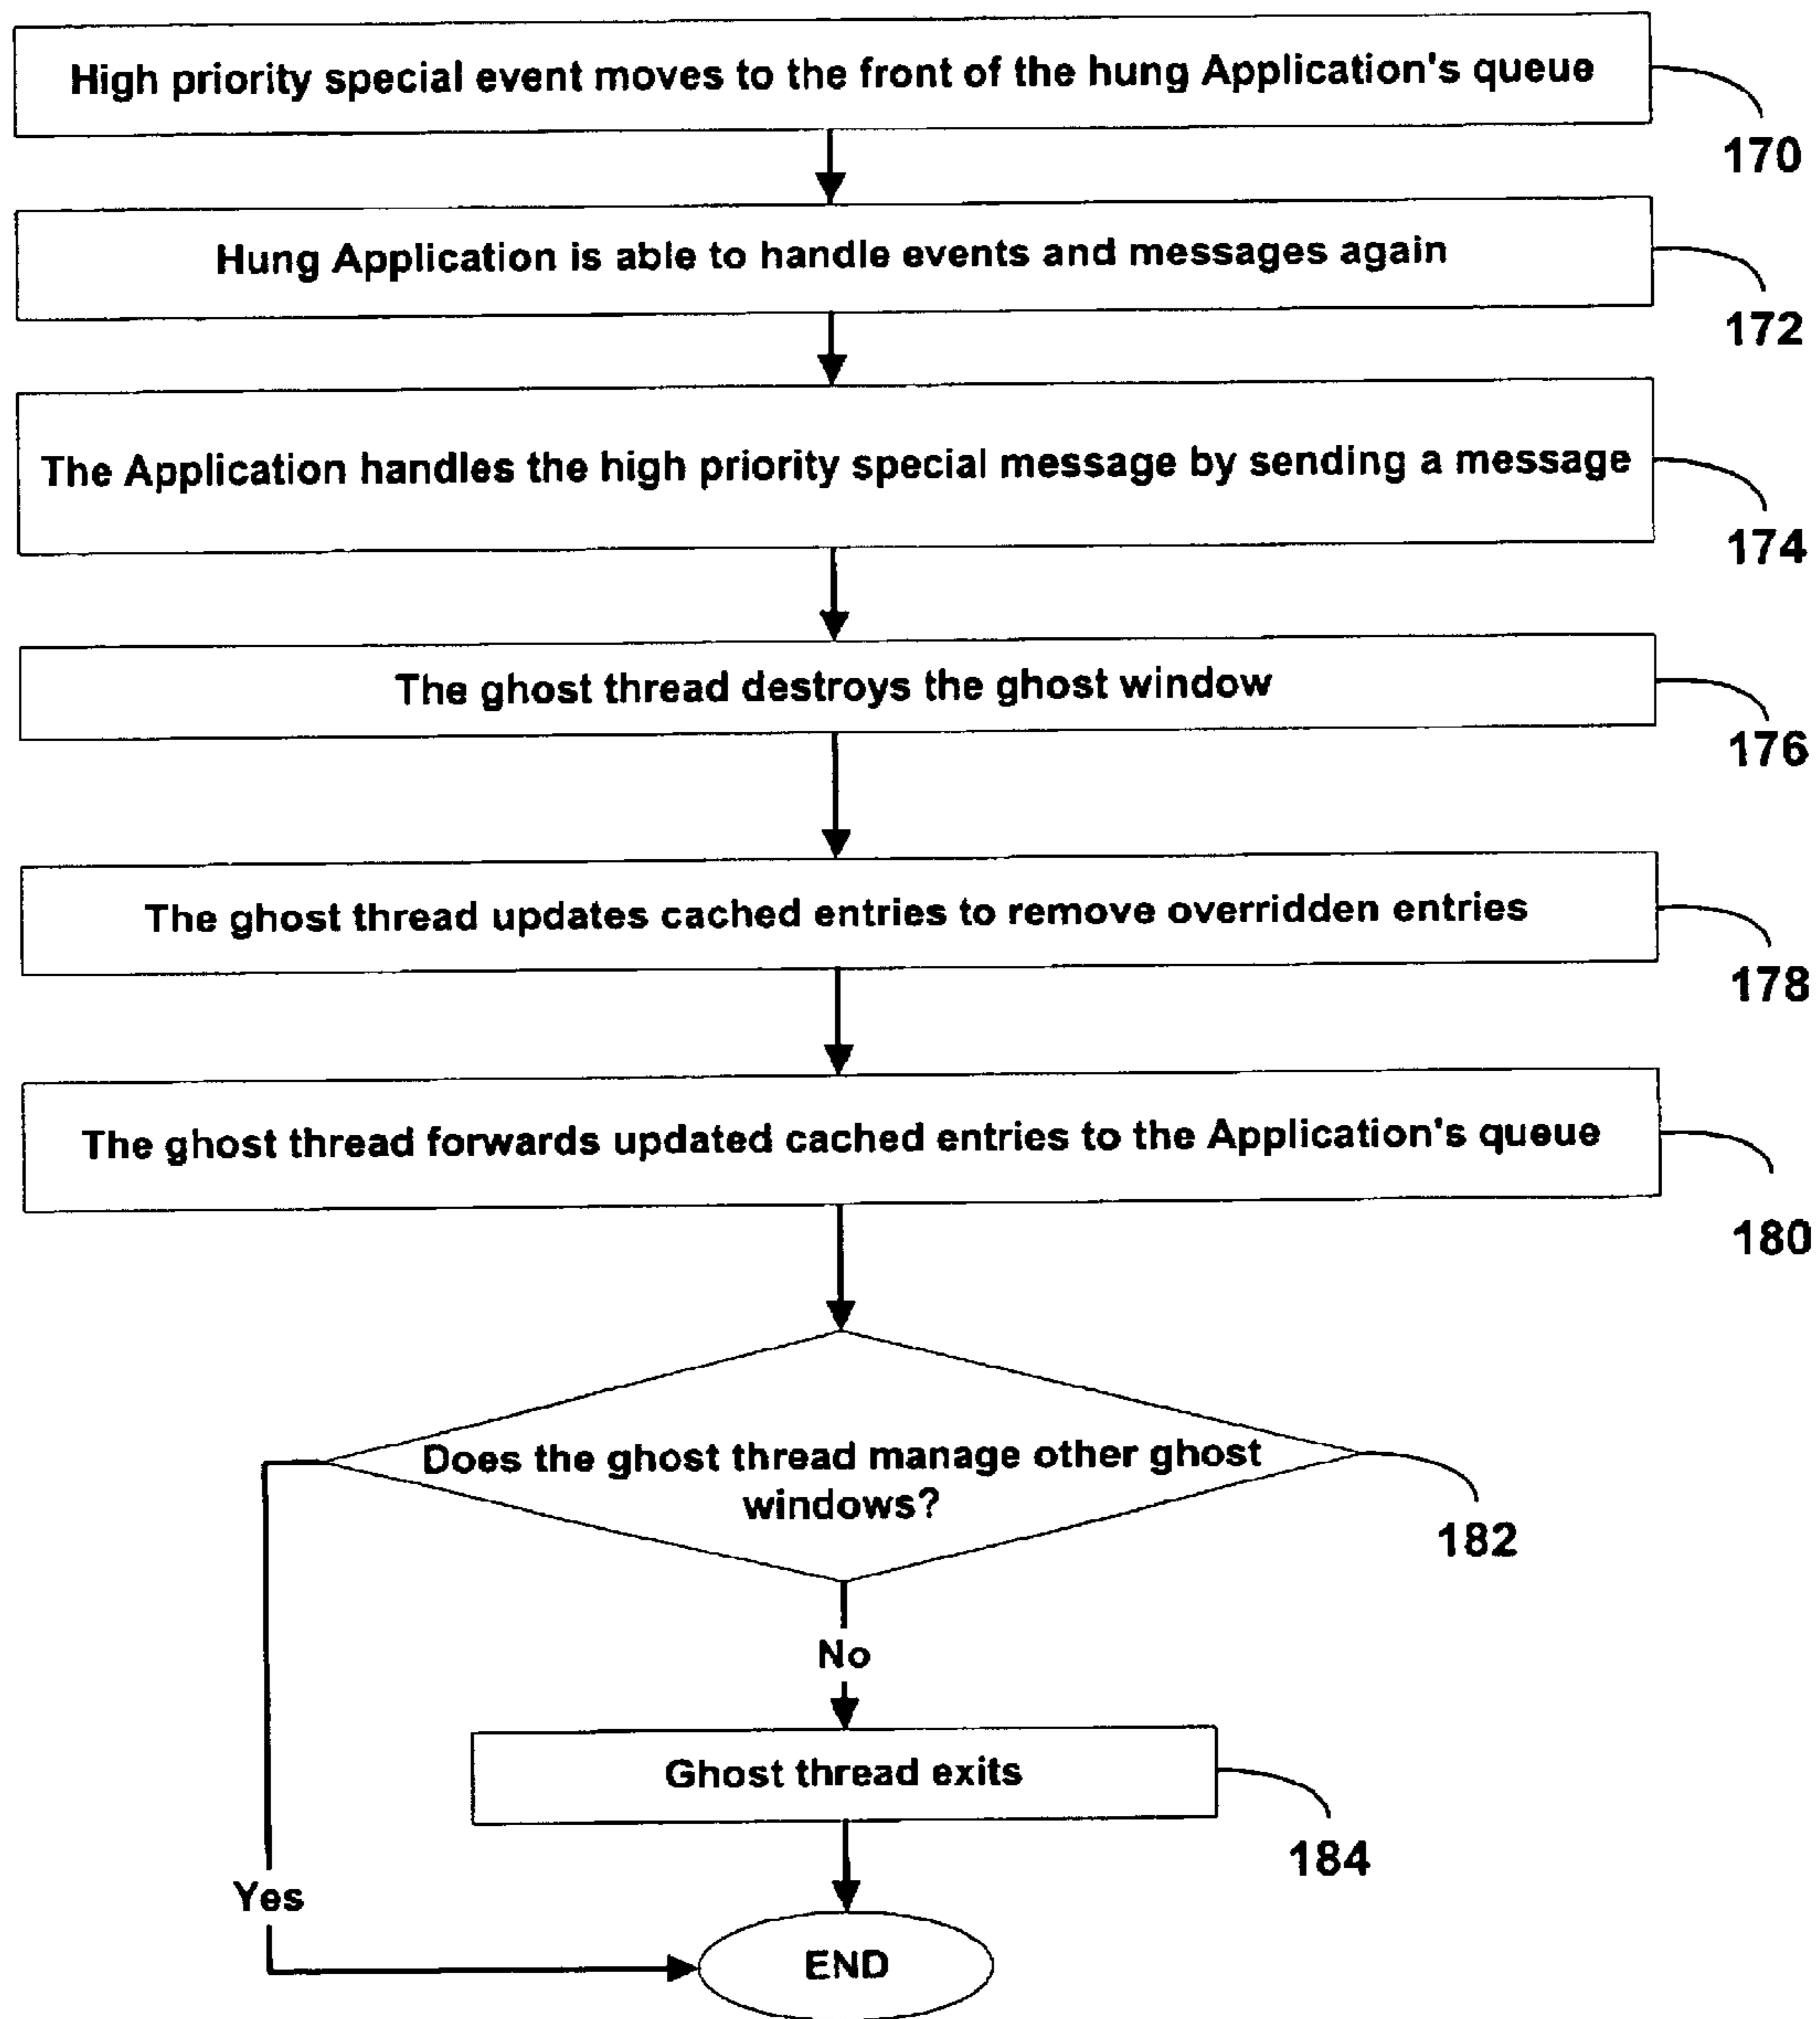 High priority special event moves to the front of the hung Application's queue
170
Hung Application is able to handle events and messages again
172
The Application handles the high priority special message by sending a message
174
The ghost thread destroys the ghost window
176
The ghost thread updates cached entries to remove overridden entries
178
The ghost thread forwards updated cached entries to the Application's queue
180
Does the ghost thread manage other ghost
windows?
182
No
Ghost thread exits
184
Yes
END